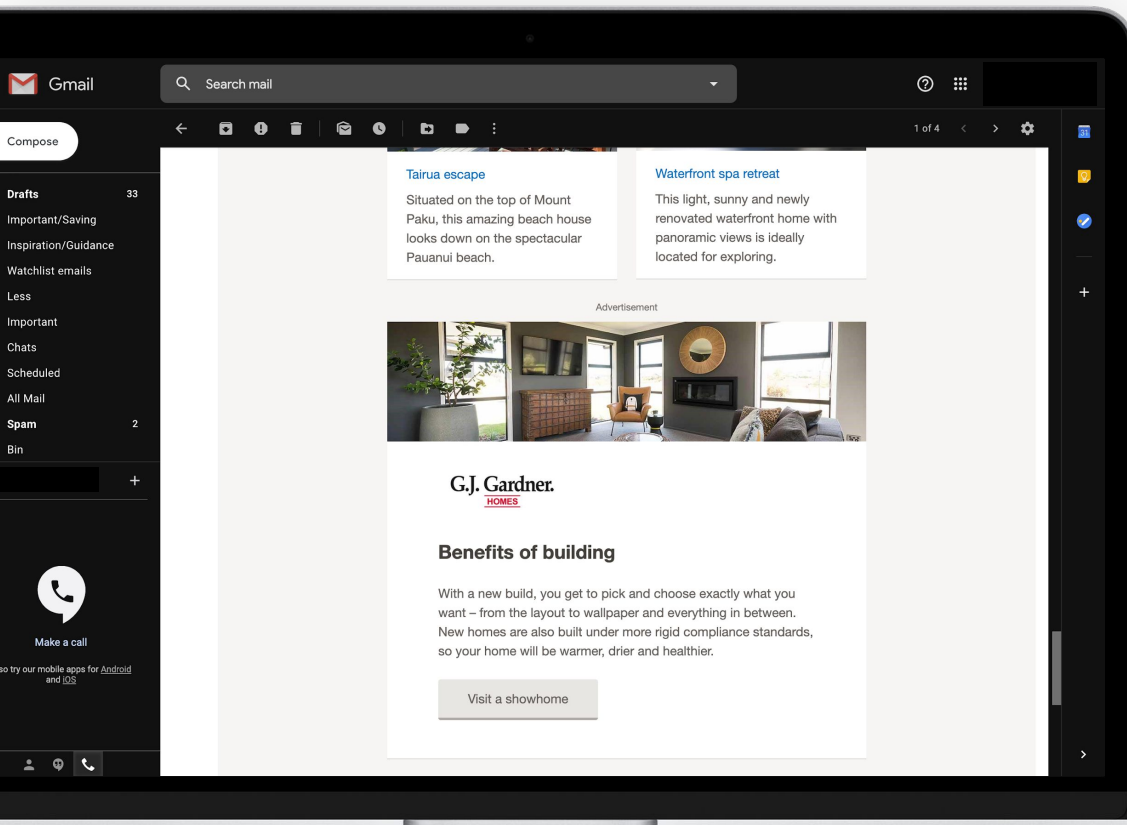 Gmail
Search mail
Compose
1 of 4
31
Drafts 33
Important/Saving
Inspiration/Guidance
Watchlist emails
Less
Important
Chats
Scheduled
All Mail
Spam 2
Bin
Make a call
so try our mobile apps for Android
and iOS
Tairua escape
Situated on the top of Mount
Paku, this amazing beach house
looks down on the spectacular
Pauanui beach.
Waterfront spa retreat
This light, sunny and newly
renovated waterfront home with
panoramic views is ideally
located for exploring.
Advertisement
G.J. Gardner.
HOMES
Benefits of building
With a new build, you get to pick and choose exactly what you
want – from the layout to wallpaper and everything in between.
New homes are also built under more rigid compliance standards,
so your home will be warmer, drier and healthier.
Visit a showhome